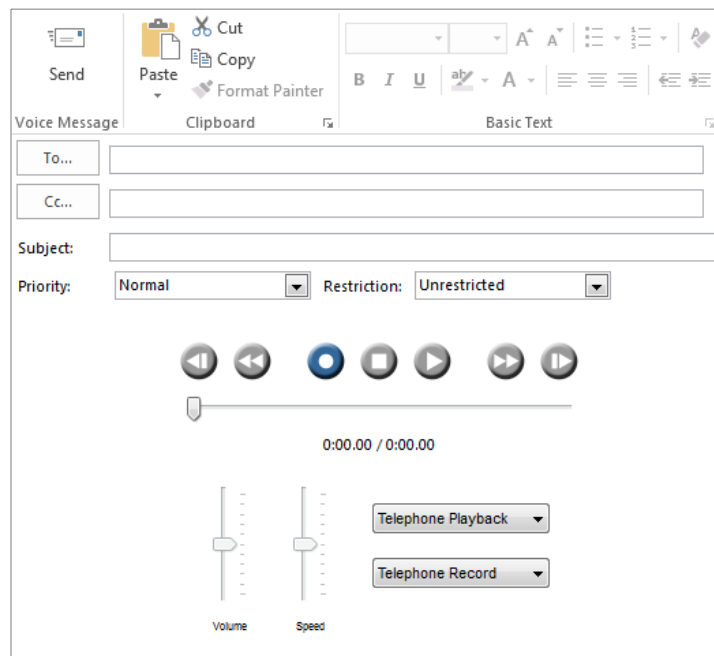 Send
Paste
Cut
Copy
Format Painter
B I U aby A
Voice Message
Clipboard
Basic Text
To...
Cc...
Subject:
Priority: Normal Restriction: Unrestricted
0:00.00 / 0:00.00
Telephone Playback
Telephone Record
Volume Speed